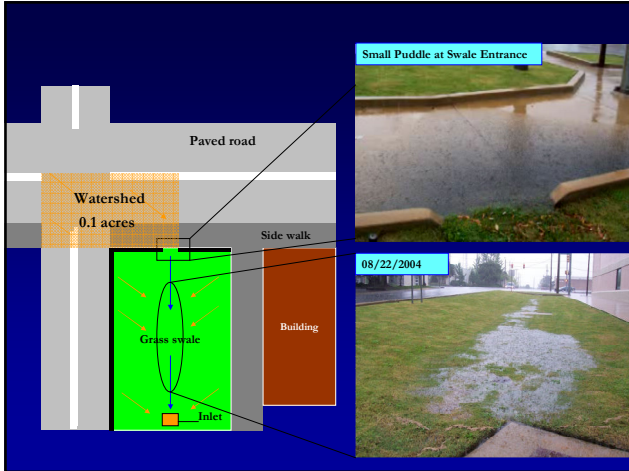 Small Puddle at Swale Entrance
Paved road
Watershed
0.1 acres
Side walk
08/22/2004
Building
Grass swale
Inlet